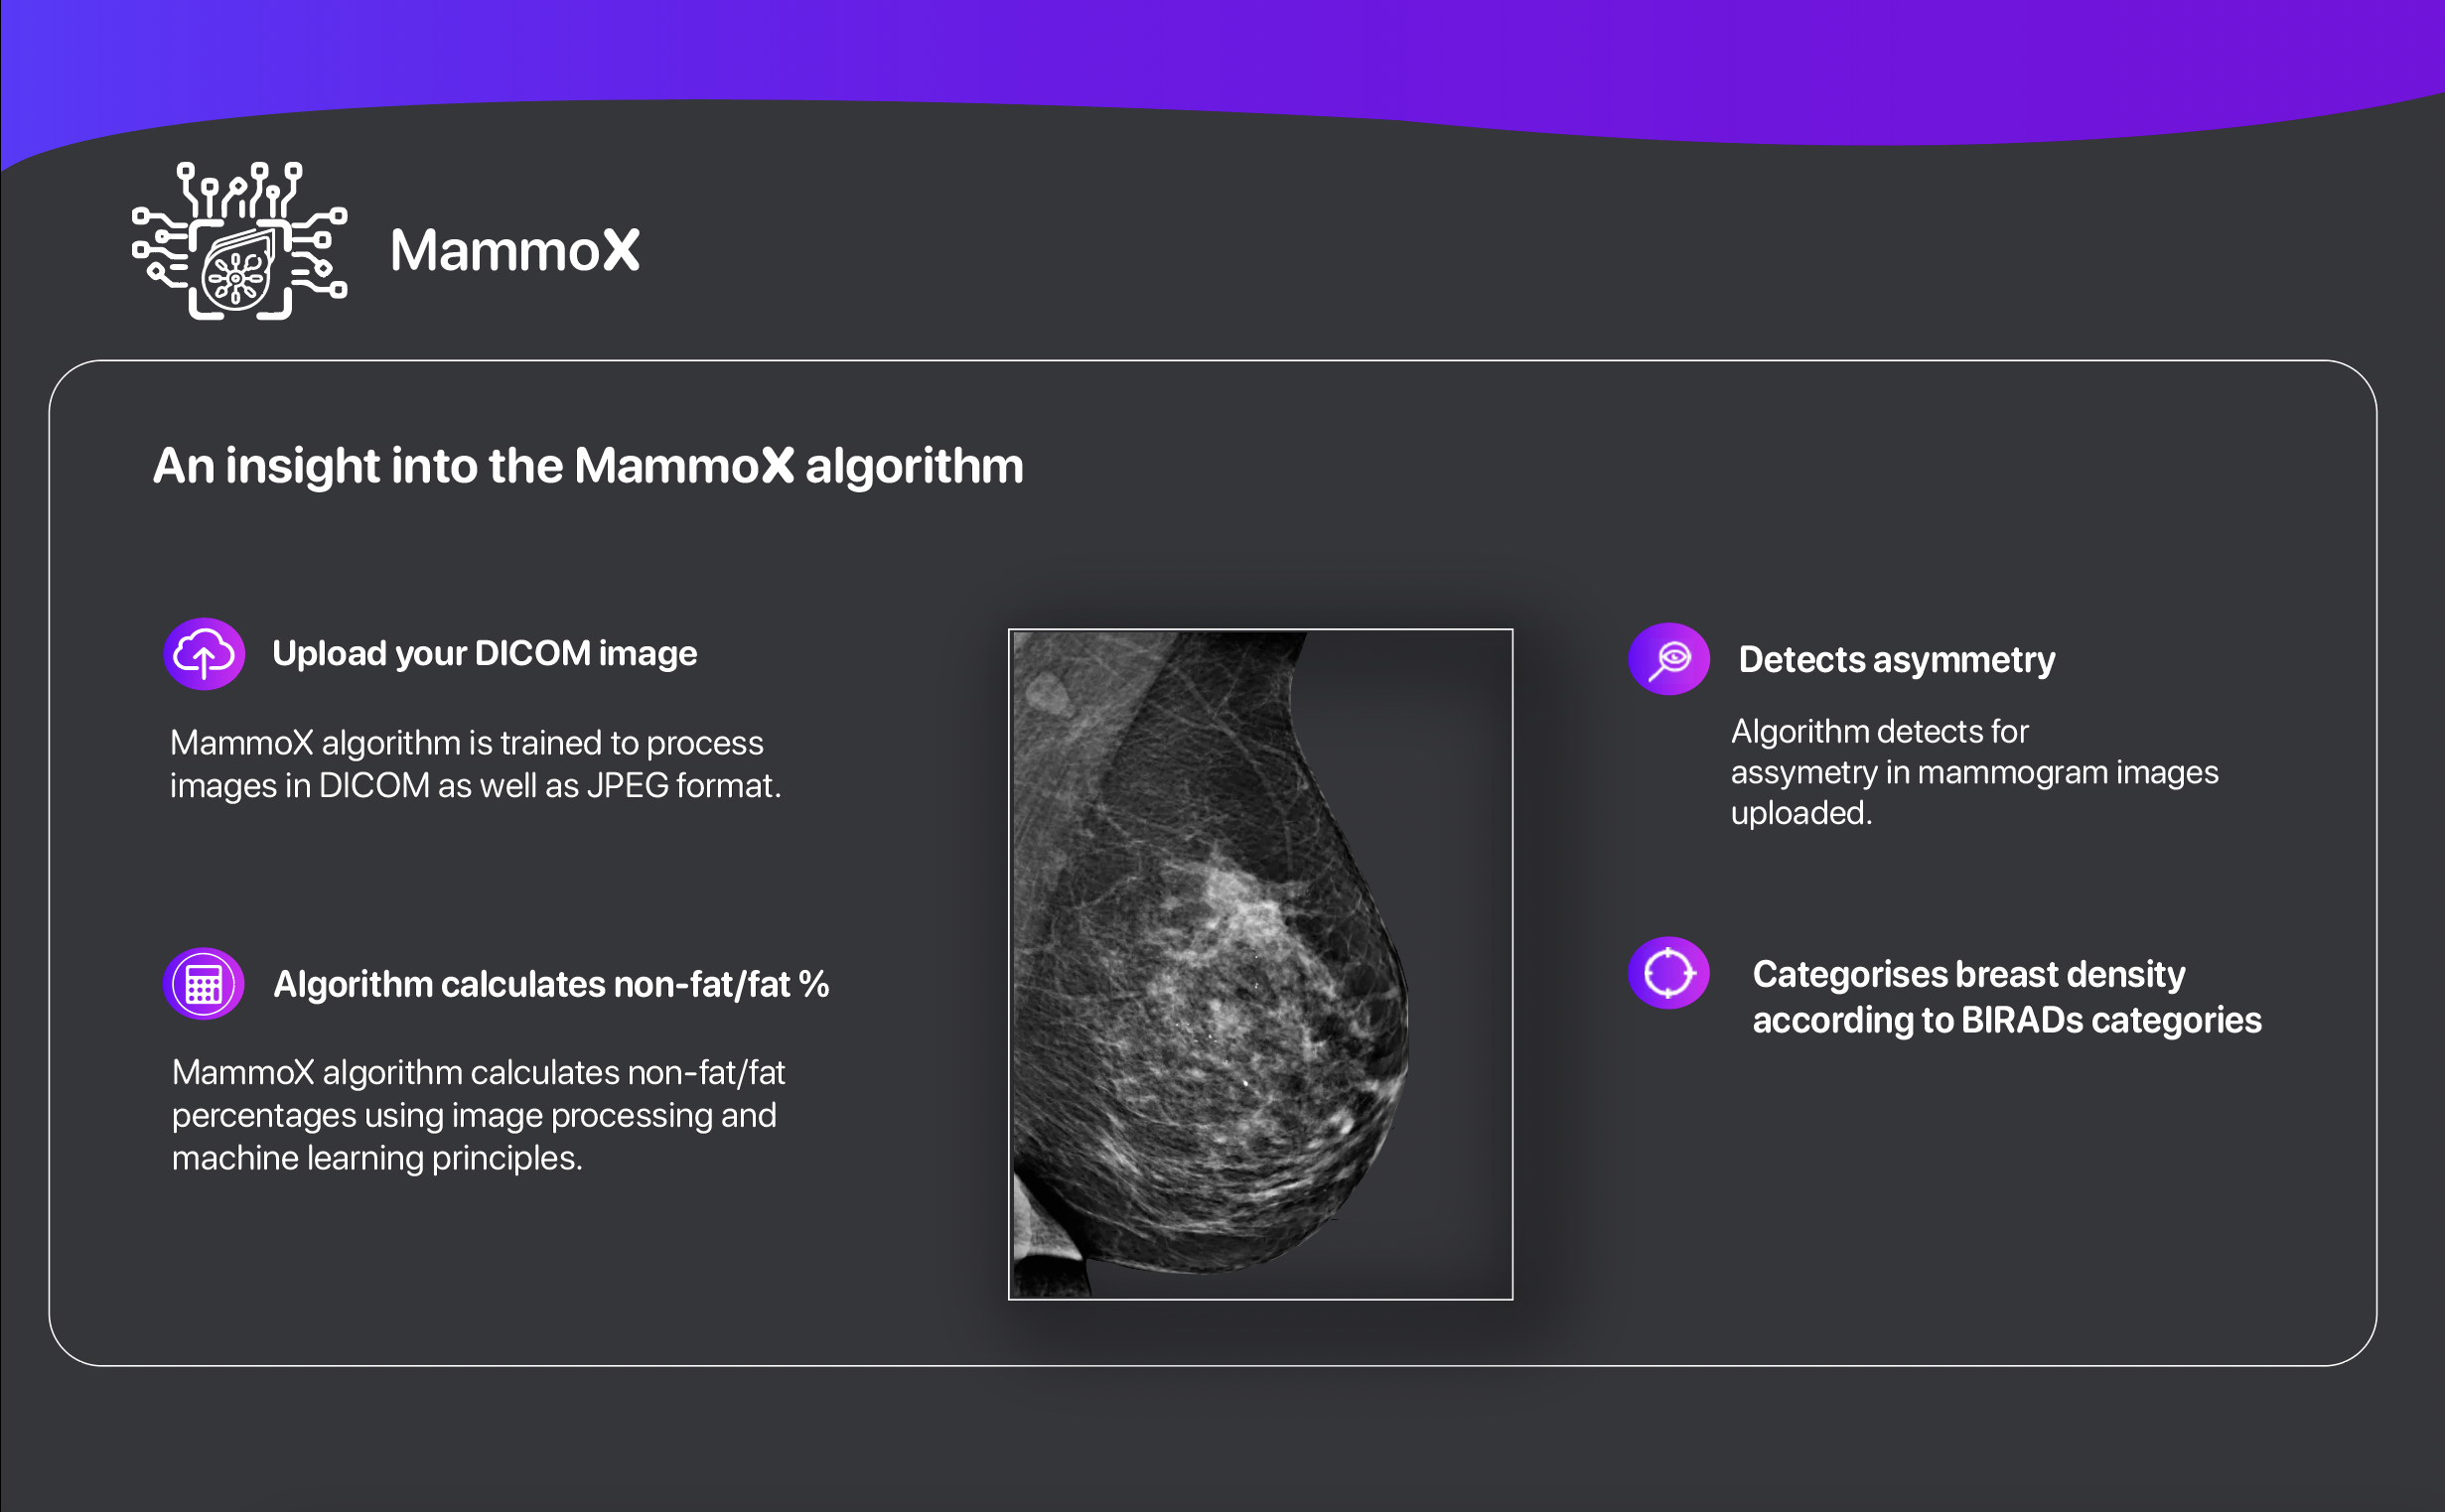 MammoX
An insight into the MammoX algorithm
Upload your DICOM image
MammoX algorithm is trained to process
images in DICOM as well as JPEG format.
Algorithm calculates non-fat/fat %
MammoX algorithm calculates non-fat/fat
percentages using image processing and
machine learning principles.
Detects asymmetry
Algorithm detects for
assymetry in mammogram images
uploaded.
Categorises breast density
according to BIRADs categories